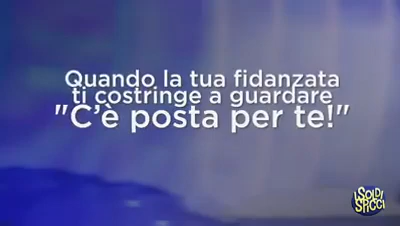 Quando la tua fidanzata
ti costringe a guardare
"C'è posta per te!"
I SOLDI
SPICCI